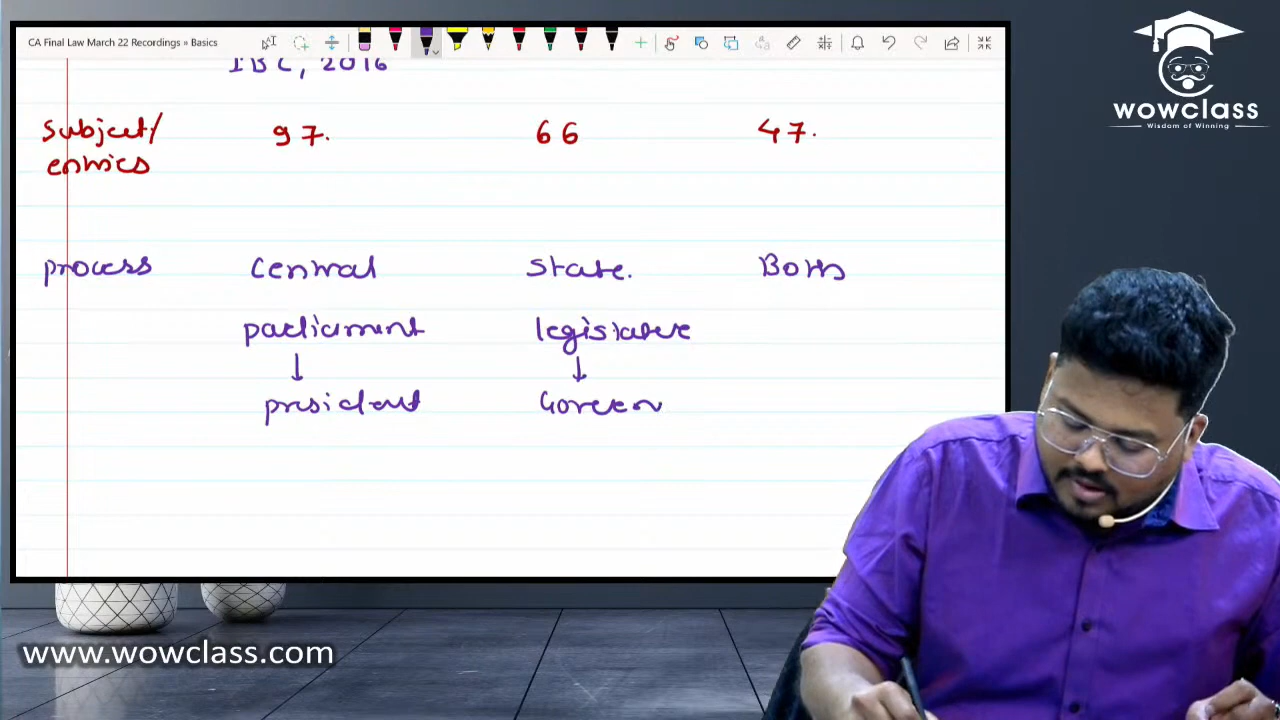 CA Final Law March 22 Recordings » Basics
IBC, 2016
Subject/ 97. 66 47.
entries
process Central State. Both
parliament legislature
president Govern
wowclass
Wisdom of Winning
www.wowclass.com